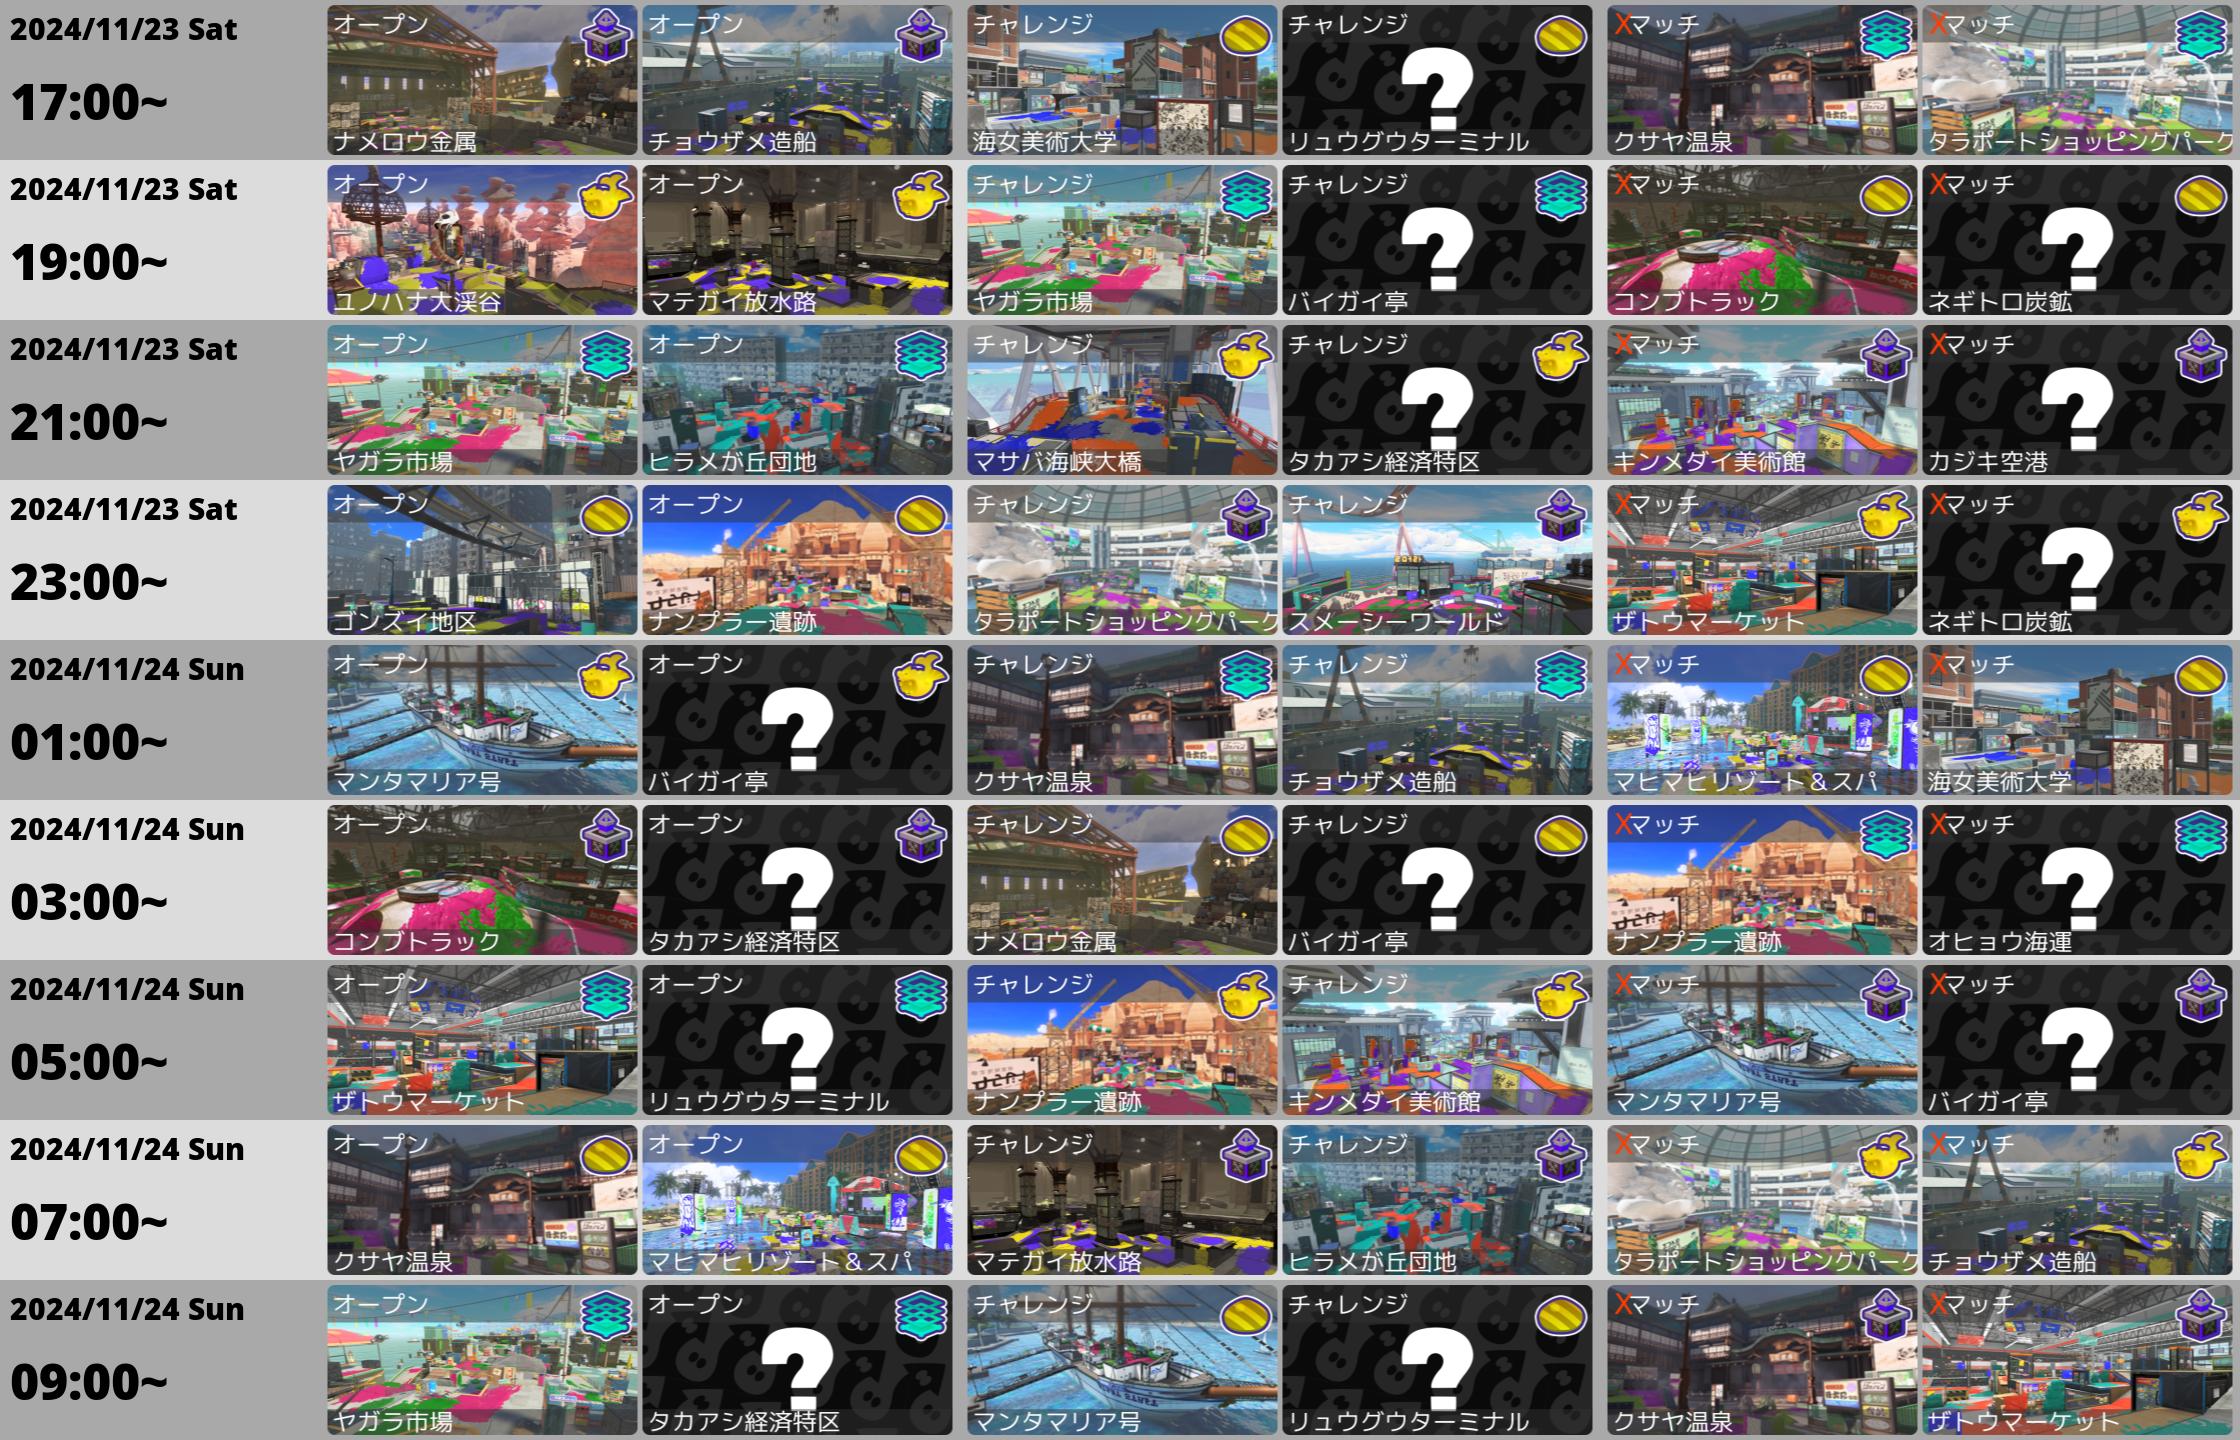 2024/11/23 Sat
17:00~
オープン オープン チャレンジ チャレンジ Xマッチ Xマッチ
ナメロウ金属 チョウザメ造船 海女美術大学 リュウグウターミナル クサヤ温泉 タラポートショッピングパーク
2024/11/23 Sat
19:00~
オープン オープン チャレンジ チャレンジ Xマッチ Xマッチ
ユノハナ大渓谷 マテガイ放水路 ヤガラ市場 バイガイ亭 コンブトラック ネギトロ炭鉱
2024/11/23 Sat
21:00~
オープン オープン チャレンジ チャレンジ Xマッチ Xマッチ
ヤガラ市場 ヒラメが丘団地 マサバ海峡大橋 タカアシ経済特区 キンメダイ美術館 カジキ空港
2024/11/23 Sat
23:00~
オープン オープン チャレンジ チャレンジ Xマッチ Xマッチ
ゴンズイ地区 ナンプラー遺跡 タラポートショッピングパーク スメーシーワールド ザトウマーケット ネギトロ炭鉱
2024/11/24 Sun
01:00~
オープン オープン チャレンジ チャレンジ Xマッチ Xマッチ
マンタマリア号 バイガイ亭 クサヤ温泉 チョウザメ造船 マヒマヒリゾート＆スパ 海女美術大学
2024/11/24 Sun
03:00~
オープン オープン チャレンジ チャレンジ Xマッチ Xマッチ
コンブトラック タカアシ経済特区 ナメロウ金属 バイガイ亭 ナンプラー遺跡 オヒョウ海運
2024/11/24 Sun
05:00~
オープン オープン チャレンジ チャレンジ Xマッチ Xマッチ
ザトウマーケット リュウグウターミナル ナンプラー遺跡 キンメダイ美術館 マンタマリア号 バイガイ亭
2024/11/24 Sun
07:00~
オープン オープン チャレンジ チャレンジ Xマッチ Xマッチ
クサヤ温泉 マヒマヒリゾート＆スパ マテガイ放水路 ヒラメが丘団地 タラポートショッピングパーク チョウザメ造船
2024/11/24 Sun
09:00~
オープン オープン チャレンジ チャレンジ Xマッチ Xマッチ
ヤガラ市場 タカアシ経済特区 マンタマリア号 リュウグウターミナル クサヤ温泉 ザトウマーケット